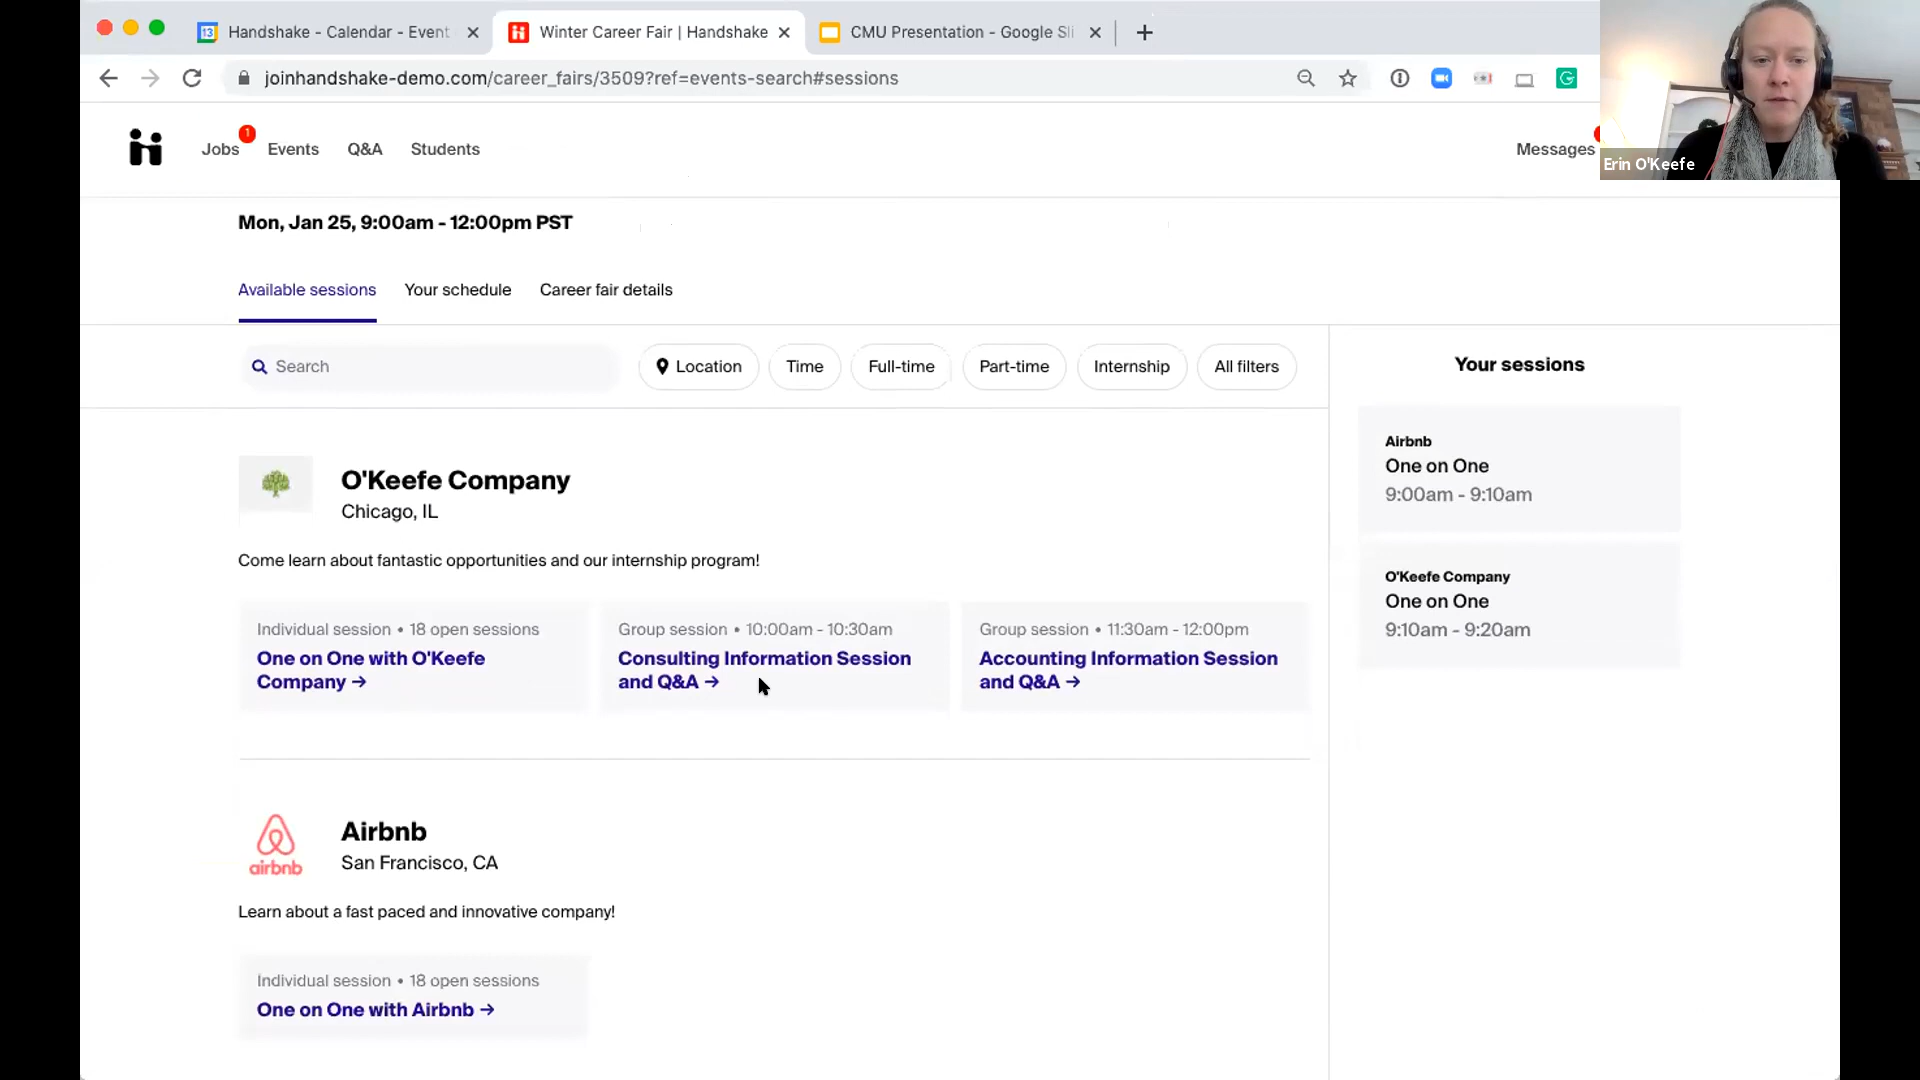 Handshake - Calendar - Event
Winter Career Fair | Handshake
CMU Presentation - Google Sli
joinhandshake-demo.com/career_fairs/3509?ref=events-search#sessions
Jobs
1
Events
Q&A
Students
Messages
Erin O'Keefe
Mon, Jan 25, 9:00am - 12:00pm PST
Available sessions
Your schedule
Career fair details
Search
Location
Time
Full-time
Part-time
Internship
All filters
Your sessions
Airbnb
One on One
9:00am - 9:10am
O'Keefe Company
One on One
9:10am - 9:20am
O'Keefe Company
Chicago, IL
Come learn about fantastic opportunities and our internship program!
Individual session • 18 open sessions
One on One with O'Keefe
Company →
Group session • 10:00am - 10:30am
Consulting Information Session
and Q&A →
Group session • 11:30am - 12:00pm
Accounting Information Session
and Q&A →
airbnb
Airbnb
San Francisco, CA
Learn about a fast paced and innovative company!
Individual session • 18 open sessions
One on One with Airbnb →